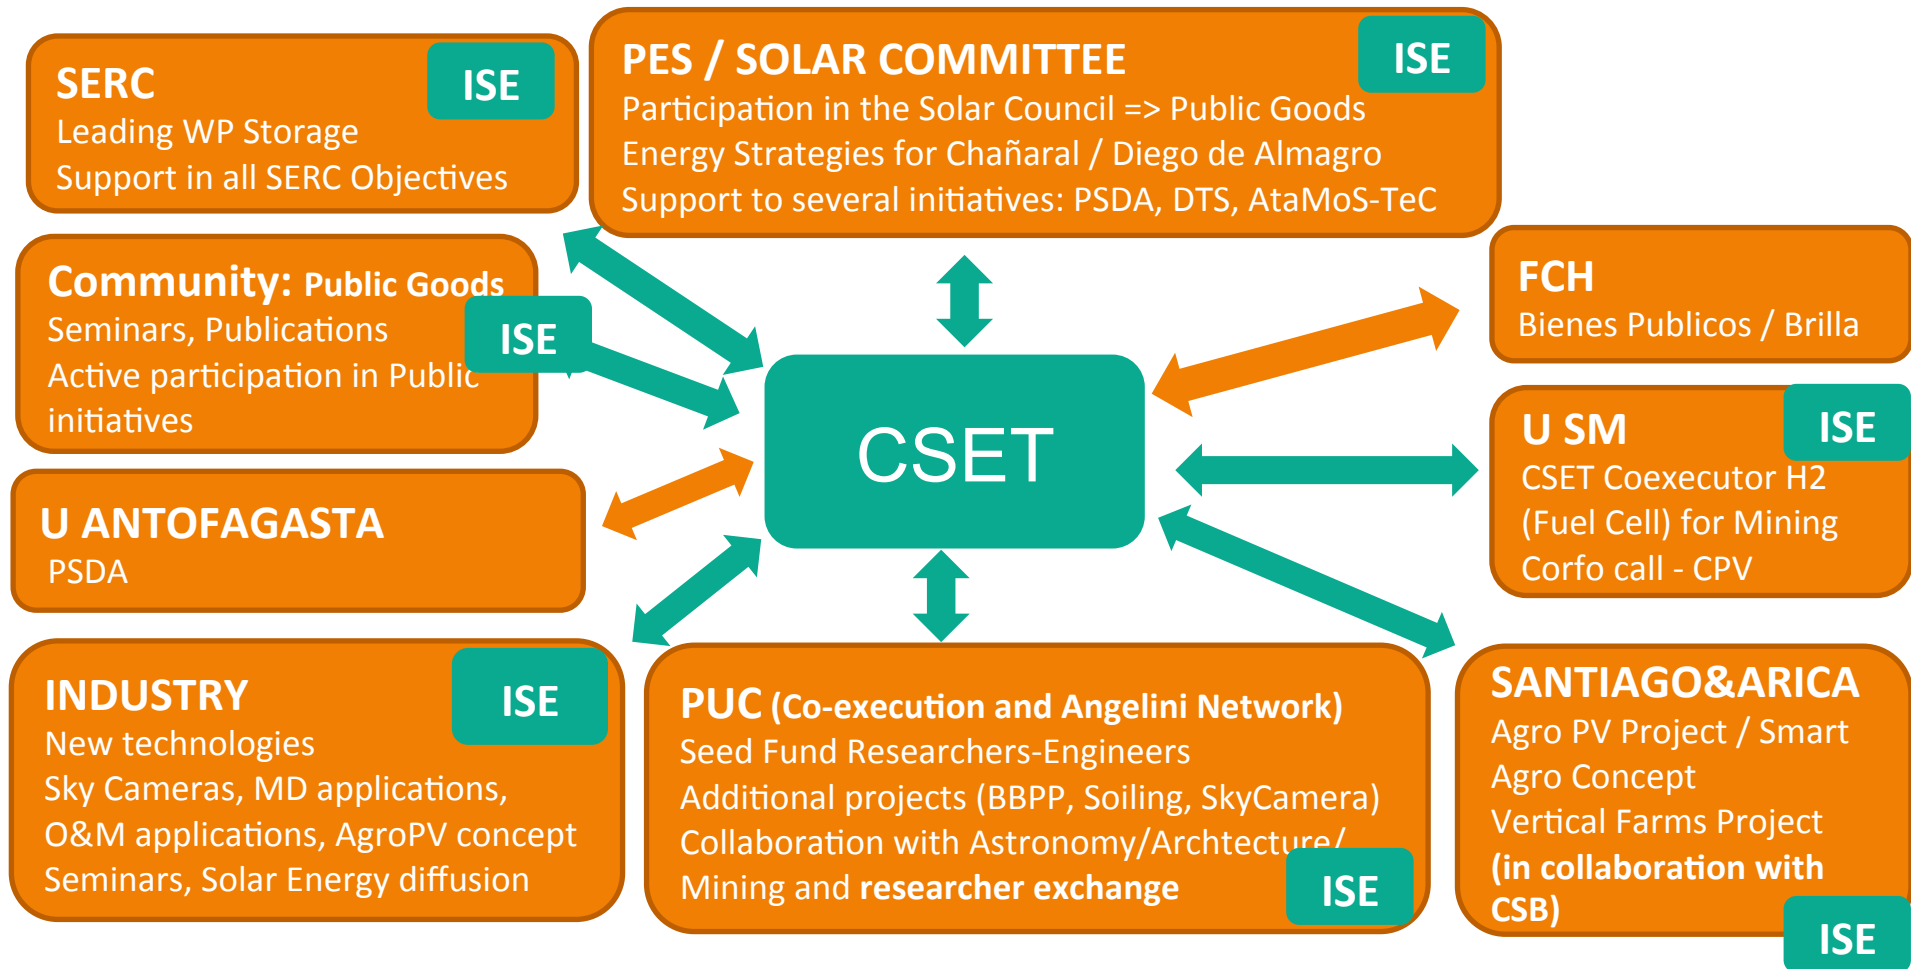 SERC
ISE
Leading WP Storage
Support in all SERC Objectives
PES / SOLAR COMMITTEE
ISE
Participation in the Solar Council => Public Goods
Energy Strategies for Chañaral / Diego de Almagro
Support to several initiatives: PSDA, DTS, AtaMoS-TeC
Community: Public Goods
Seminars, Publications
ISE
Active participation in Public
initiatives
FCH
Bienes Publicos / Brilla
CSET
U SM
ISE
CSET Coexecutor H2
(Fuel Cell) for Mining
Corfo call - CPV
U ANTOFAGASTA
PSDA
INDUSTRY
ISE
New technologies
Sky Cameras, MD applications,
O&M applications, AgroPV concept
Seminars, Solar Energy diffusion
PUC (Co-execution and Angelini Network)
Seed Fund Researchers-Engineers
Additional projects (BBPP, Soiling, SkyCamera)
Collaboration with Astronomy/Archtecture/
Mining and researcher exchange
ISE
SANTIAGO&ARICA
Agro PV Project / Smart
Agro Concept
Vertical Farms Project
(in collaboration with
CSB)
ISE